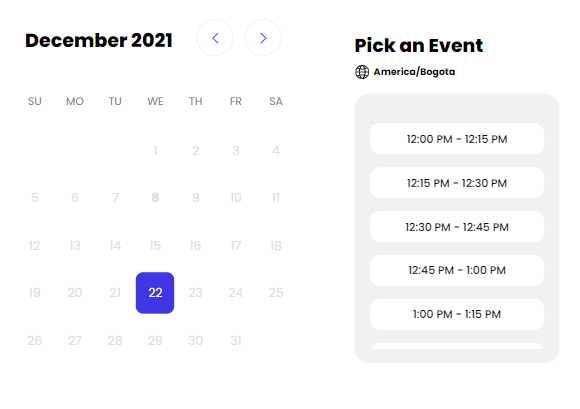 December 2021
SU MO TU WE TH FR SA
1 2 3 4
5 6 7 8 9 10 11
12 13 14 15 16 17 18
19 20 21 22 23 24 25
26 27 28 29 30 31
Pick an Event
America/Bogota
12:00 PM - 12:15 PM
12:15 PM - 12:30 PM
12:30 PM - 12:45 PM
12:45 PM - 1:00 PM
1:00 PM - 1:15 PM